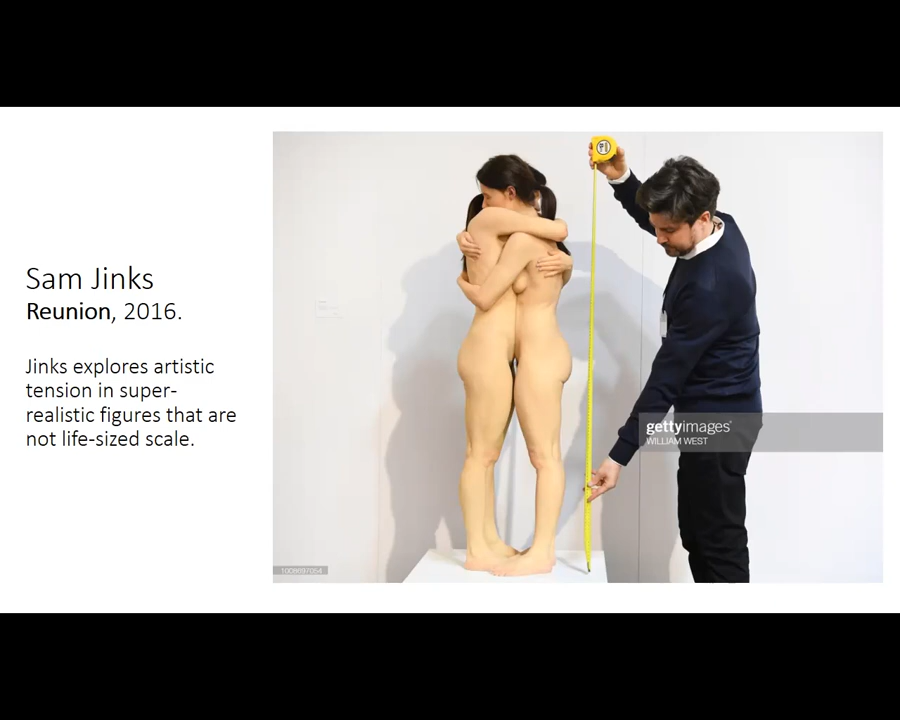 Sam Jinks
Reunion, 2016.
Jinks explores artistic
tension in super-
realistic figures that are
not life-sized scale.
gettyimages®
WILLIAM WEST